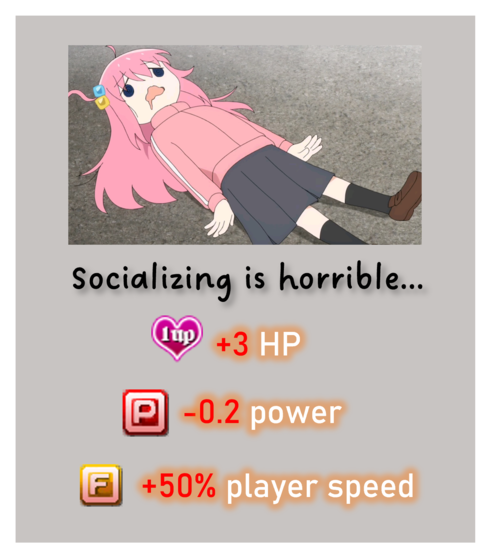 Socializing is horrible...
1up +3 HP
P -0.2 power
F +50% player speed